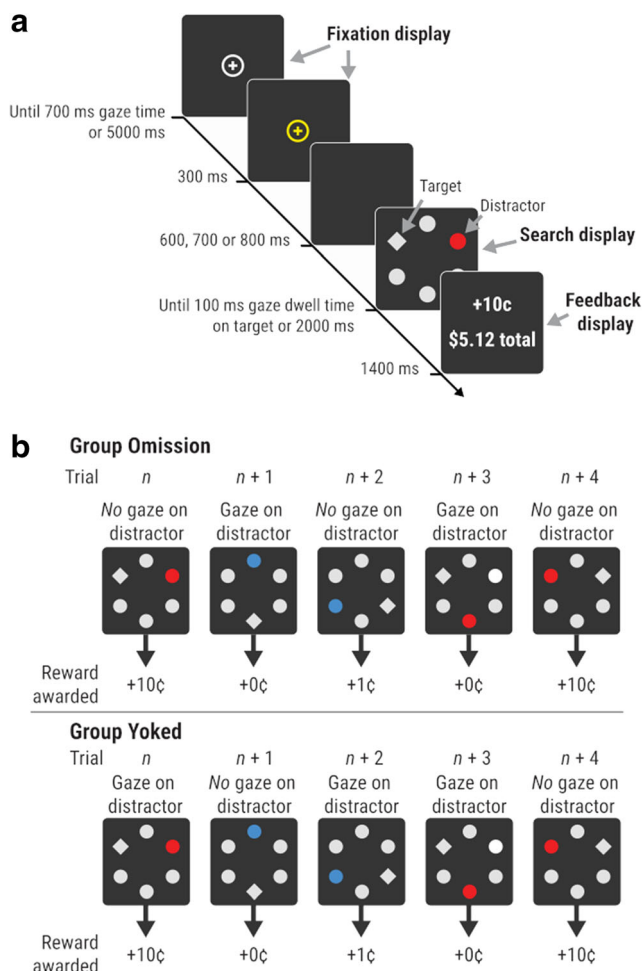 a
Fixation display
Until 700 ms gaze time
or 5000 ms
300 ms
600, 700 or 800 ms
Target
Distractor
Search display
Until 100 ms gaze dwell time
on target or 2000 ms
+10c
$5.12 total
Feedback
display
1400 ms
b
Group Omission
Trial n n + 1 n + 2 n + 3 n + 4
No gaze on Gaze on No gaze on Gaze on No gaze on
distractor distractor distractor distractor distractor
Reward
awarded +10¢ +0¢ +1¢ +0¢ +10¢
Group Yoked
Trial n n + 1 n + 2 n + 3 n + 4
Gaze on No gaze on Gaze on Gaze on No gaze on
distractor distractor distractor distractor distractor
Reward
awarded +10¢ +0¢ +1¢ +0¢ +10¢